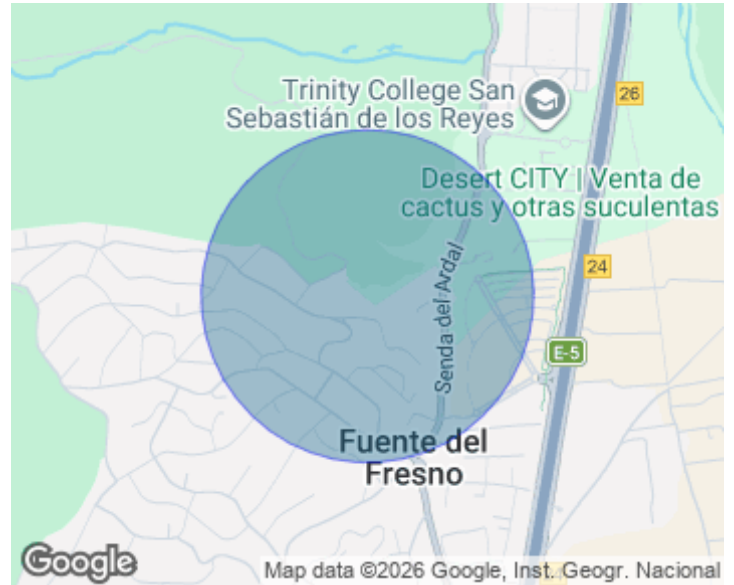 Trinity College San
Sebastián de los Reyes
26
Desert CITY | Venta de
cactus y otras suculentas
Senda del Ardal
24
E-5
Fuente del
Fresno
Google
Map data ©2026 Google, Inst. Geogr. Nacional